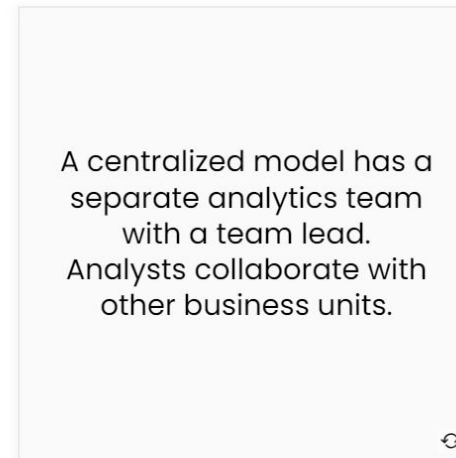 A centralized model has a
separate analytics team
with a team lead.
Analysts collaborate with
other business units.